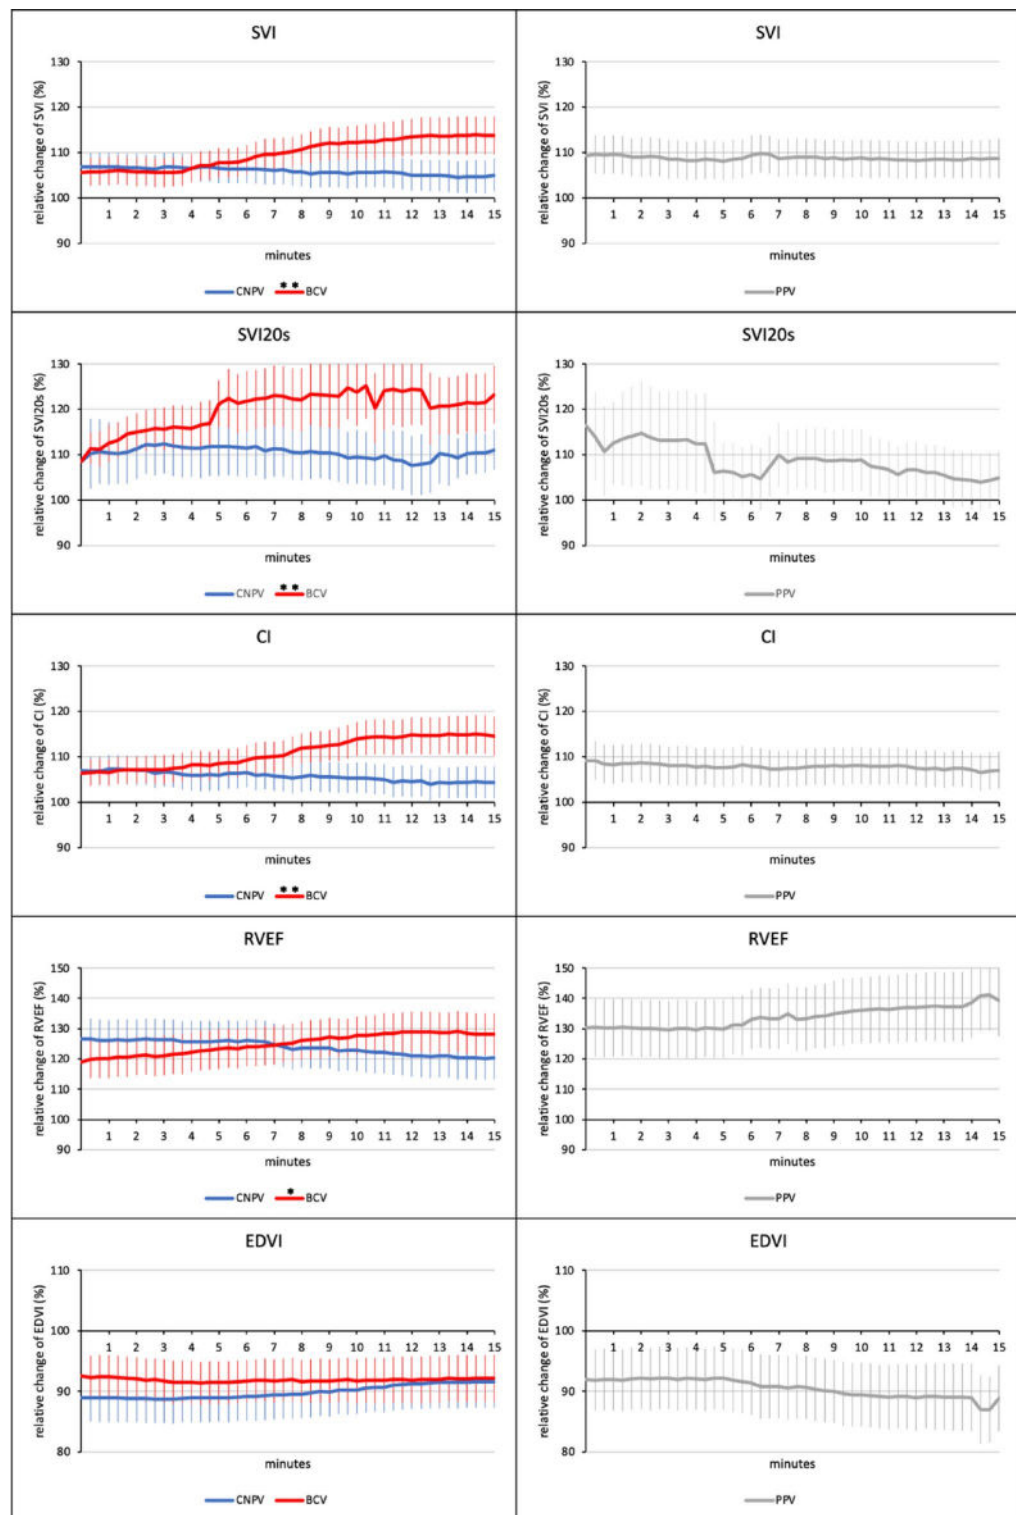 SVI
relative change of SVI (%)
130
120
110
100
90
1 2 3 4 5 6 7 8 9 10 11 12 13 14 15
minutes
CNPV ** BCV
SVI
relative change of SVI (%)
130
120
110
100
90
1 2 3 4 5 6 7 8 9 10 11 12 13 14 15
minutes
PPV
SVI20s
relative change of SVI20s (%)
130
120
110
100
90
1 2 3 4 5 6 7 8 9 10 11 12 13 14 15
minutes
CNPV ** BCV
SVI20s
relative change of SVI20s (%)
130
120
110
100
90
1 2 3 4 5 6 7 8 9 10 11 12 13 14 15
minutes
PPV
CI
relative change of CI (%)
130
120
110
100
90
1 2 3 4 5 6 7 8 9 10 11 12 13 14 15
minutes
CNPV ** BCV
CI
relative change of CI (%)
130
120
110
100
90
1 2 3 4 5 6 7 8 9 10 11 12 13 14 15
minutes
PPV
RVEF
relative change of RVEF (%)
150
140
130
120
110
100
90
1 2 3 4 5 6 7 8 9 10 11 12 13 14 15
minutes
CNPV * BCV
RVEF
relative change of RVEF (%)
150
140
130
120
110
100
90
1 2 3 4 5 6 7 8 9 10 11 12 13 14 15
minutes
PPV
EDVI
relative change of EDVI (%)
110
100
90
80
1 2 3 4 5 6 7 8 9 10 11 12 13 14 15
minutes
CNPV BCV
EDVI
relative change of EDVI (%)
110
100
90
80
1 2 3 4 5 6 7 8 9 10 11 12 13 14 15
minutes
PPV